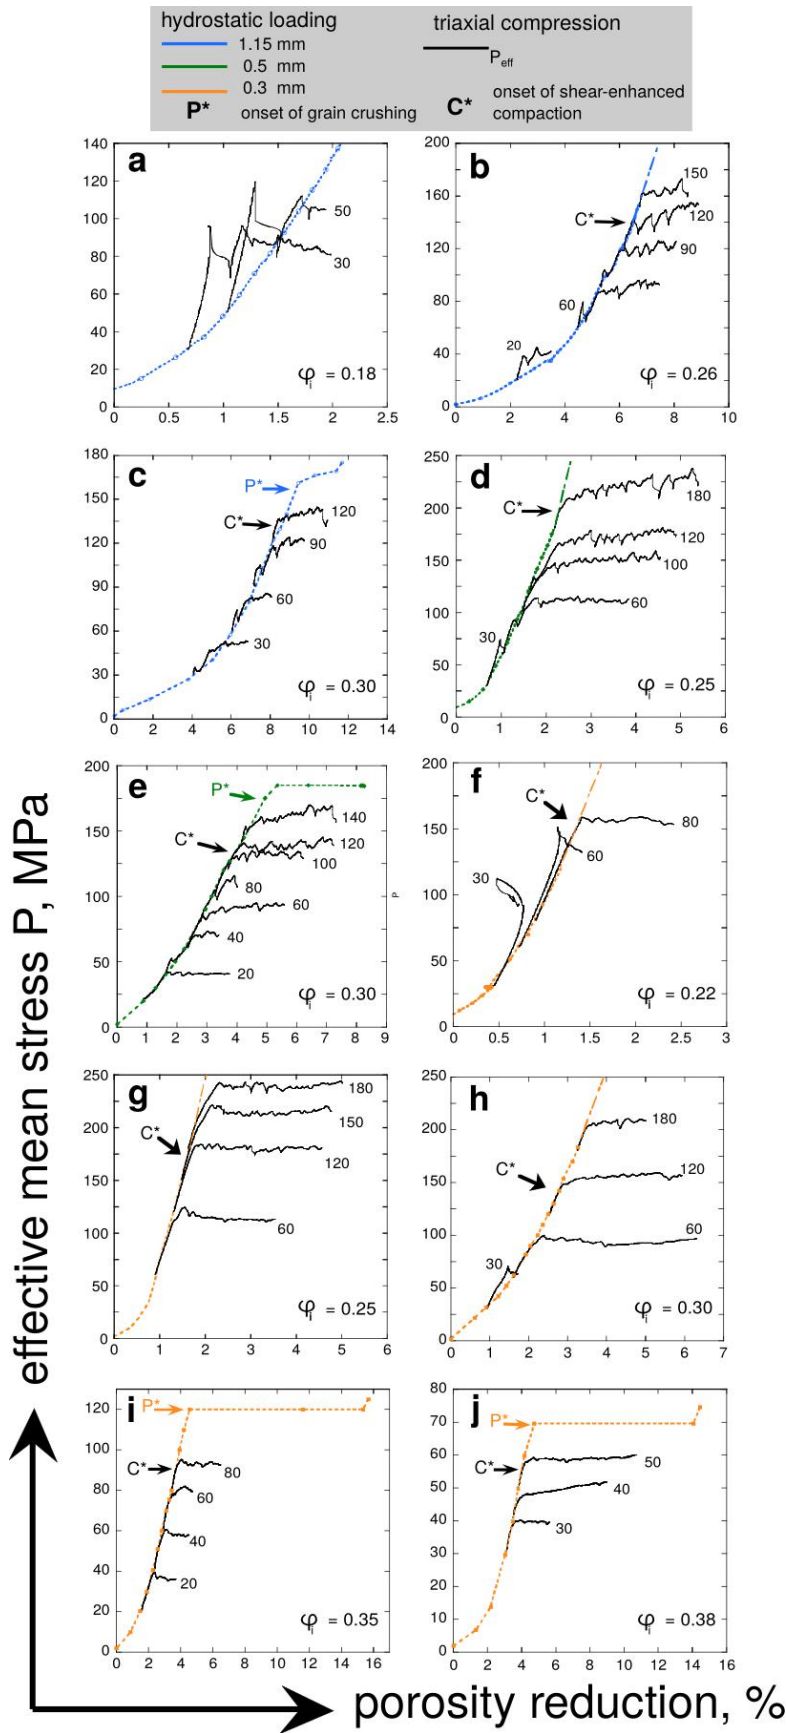 hydrostatic loading
triaxial compression
1.15 mm
0.5 mm
0.3 mm
P_eff
P* onset of grain crushing
C* onset of shear-enhanced
compaction
a
140
120
100
80
60
40
20
0
50
30
φi = 0.18
0 0.5 1 1.5 2 2.5
b
200
160
120
80
40
0
150
C*
120
90
60
20
φi = 0.26
0 2 4 6 8 10
c
180
150
120
90
60
30
0
P*
C*
120
90
60
30
φi = 0.30
0 2 4 6 8 10 12 14
d
250
200
150
100
50
0
C*
180
120
100
60
30
φi = 0.25
0 1 2 3 4 5 6
e
200
150
100
50
0
P*
C*
140
120
100
80
60
40
20
φi = 0.30
0 1 2 3 4 5 6 7 8 9
P
f
200
150
100
50
0
C*
80
60
30
φi = 0.22
0 0.5 1 1.5 2 2.5 3
g
250
200
150
100
50
0
C*
180
150
120
60
φi = 0.25
0 1 2 3 4 5 6
h
250
200
150
100
50
0
C*
180
120
60
30
φi = 0.30
0 1 2 3 4 5 6 7
i
120
100
80
60
40
20
0
P*
C*
80
60
40
20
φi = 0.35
0 2 4 6 8 10 12 14 16
j
80
70
60
50
40
30
20
10
0
P*
C*
50
40
30
φi = 0.38
0 2 4 6 8 10 12 14 16
effective mean stress P, MPa
porosity reduction, %